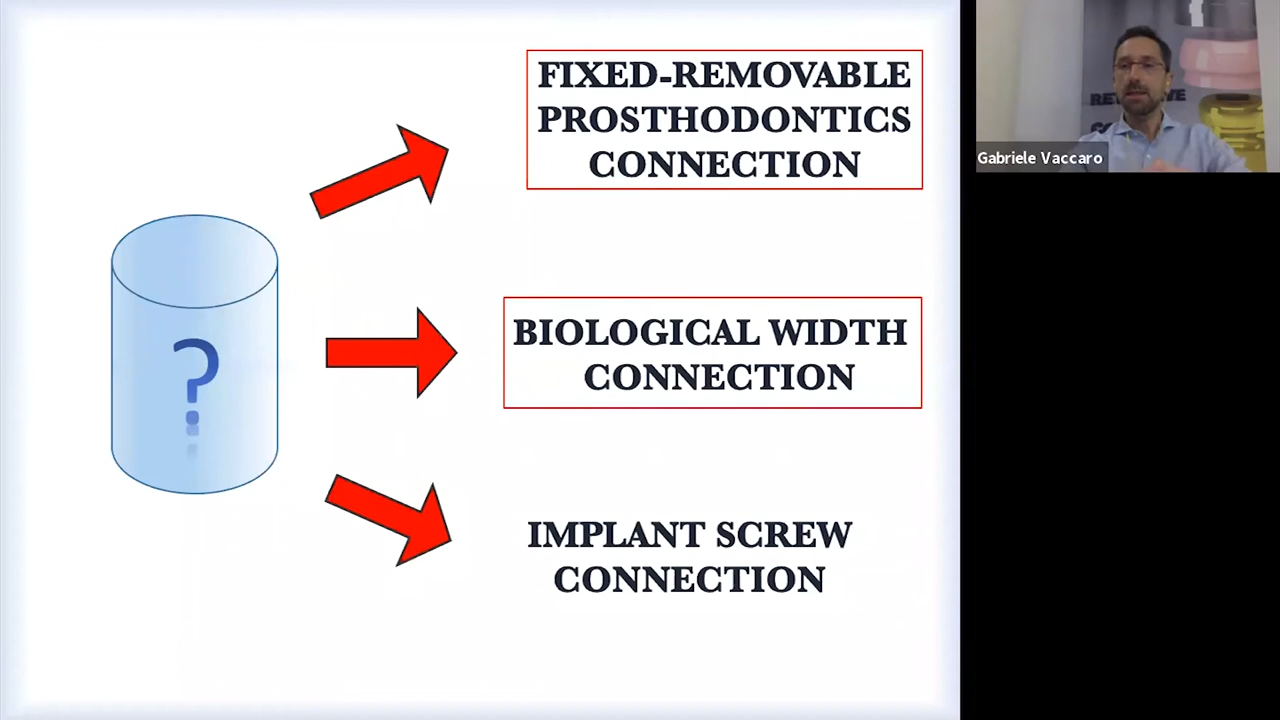 FIXED-REMOVABLE
PROSTHODONTICS
CONNECTION
?
BIOLOGICAL WIDTH
CONNECTION
IMPLANT SCREW
CONNECTION
Gabriele Vaccaro